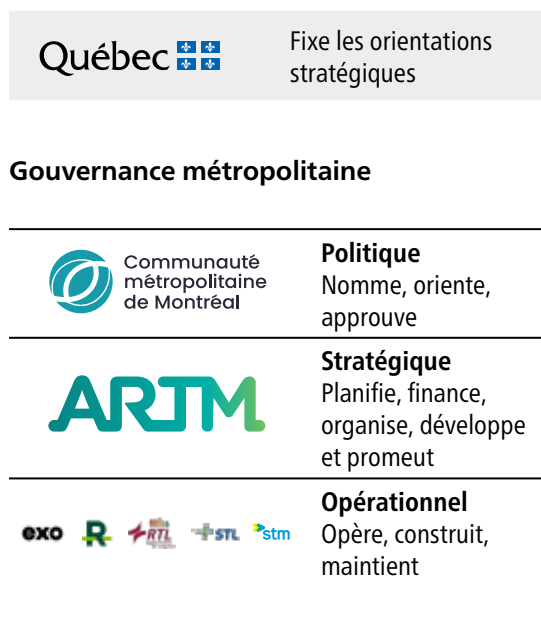 Québec
Fixe les orientations
stratégiques
Gouvernance métropolitaine
Communauté
métropolitaine
de Montréal
Politique
Nomme, oriente,
approuve
ARTM
Stratégique
Planifie, finance,
organise, développe
et promeut
exo R RTL STL stm
Opérationnel
Opère, construit,
maintient